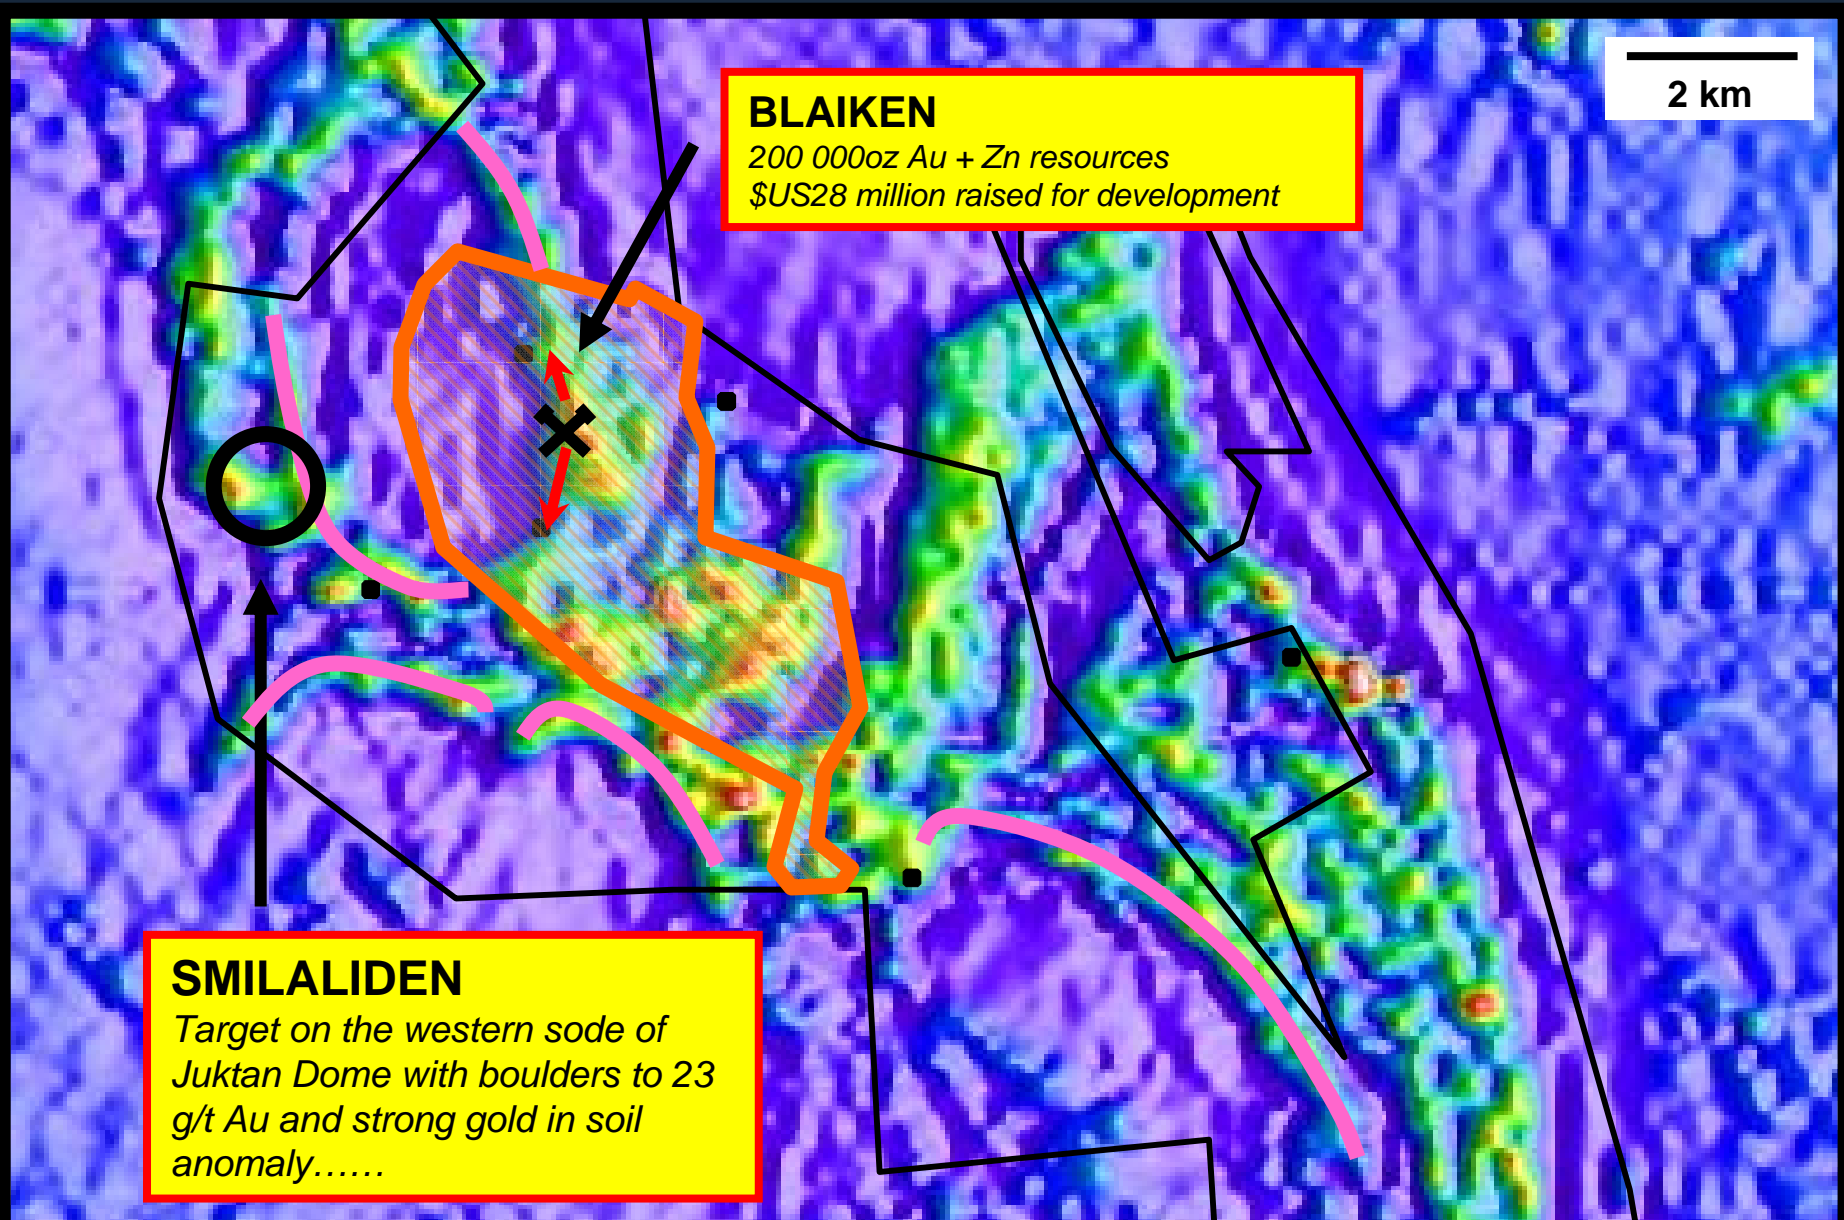 2 km
BLAIKEN
200 000oz Au + Zn resources
$US28 million raised for development
SMILALIDEN
Target on the western sode of
Juktan Dome with boulders to 23
g/t Au and strong gold in soil
anomaly……